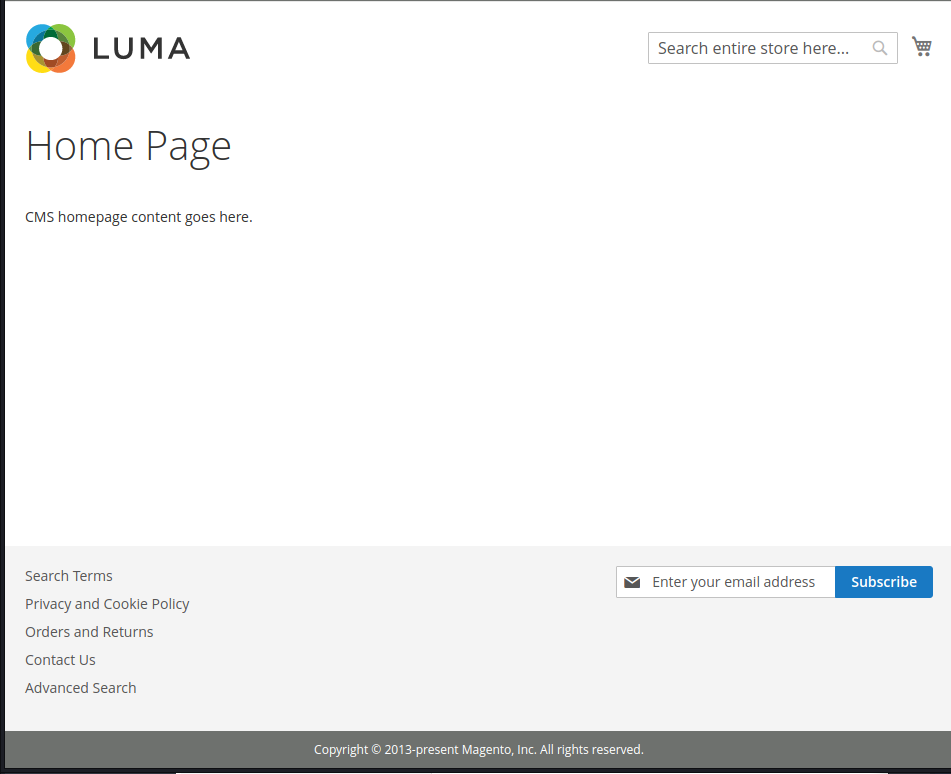 LUMA
Search entire store here...
Home Page
CMS homepage content goes here.
Search Terms
Privacy and Cookie Policy
Orders and Returns
Contact Us
Advanced Search
Enter your email address
Subscribe
Copyright © 2013-present Magento, Inc. All rights reserved.